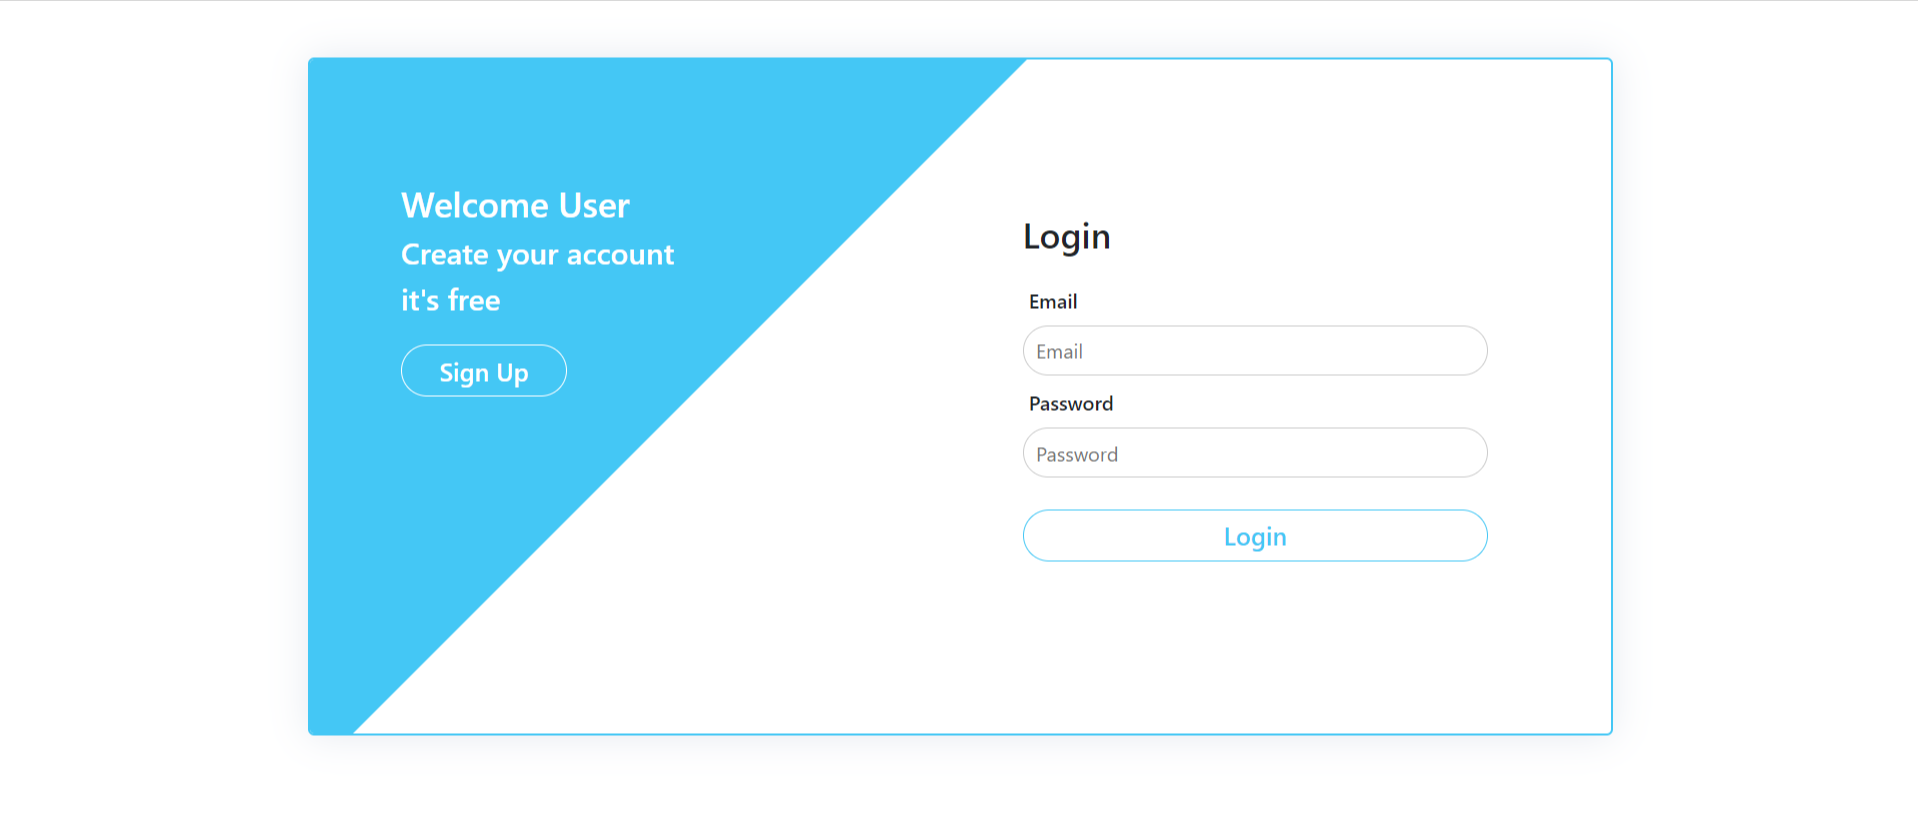 Welcome User
Create your account
it's free
Sign Up
Login
Email
Email
Password
Password
Login